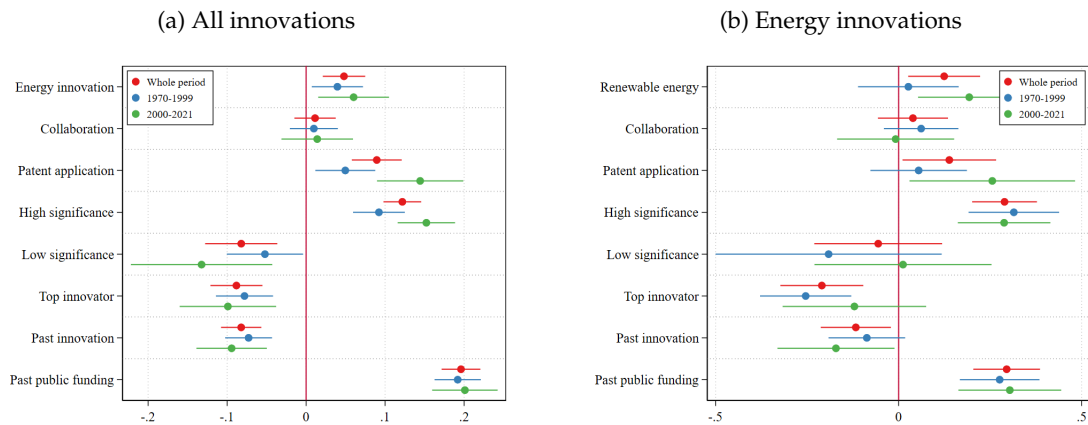 (a) All innovations
Energy innovation
Collaboration
Patent application
High significance
Low significance
Top innovator
Past innovation
Past public funding
Whole period
1970-1999
2000-2021
-.2 -.1 0 .1 .2
(b) Energy innovations
Renewable energy
Collaboration
Patent application
High significance
Low significance
Top innovator
Past innovation
Past public funding
Whole period
1970-1999
2000-2021
-.5 0 .5